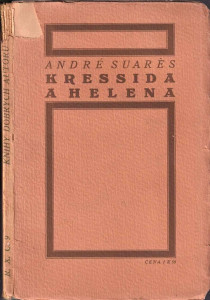 ANDRÉ SUARÈS
KRESSIDA
A HELENA
KNIHY DOBRÝCH AUTORŮ